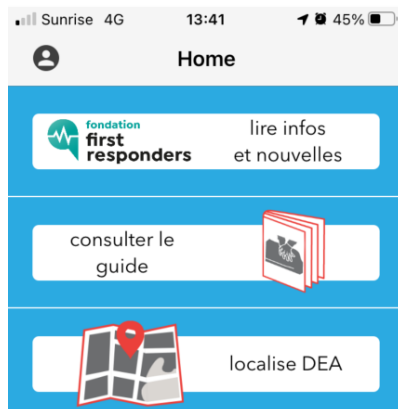 Sunrise 4G 13:41 45%
Home
fondation
first
responders
lire infos
et nouvelles
consulter le
guide
localise DEA